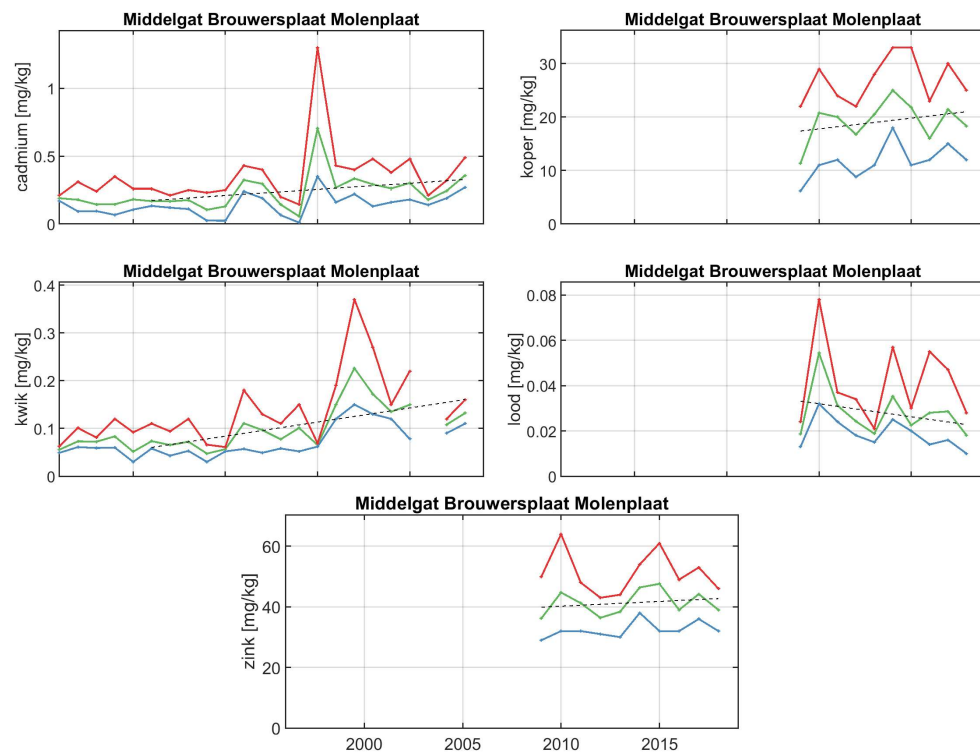 Middelgat Brouwersplaat Molenplaat
cadmium [mg/kg]
1
0.5
0
Middelgat Brouwersplaat Molenplaat
koper [mg/kg]
30
20
10
0
Middelgat Brouwersplaat Molenplaat
kwik [mg/kg]
0.4
0.3
0.2
0.1
0
Middelgat Brouwersplaat Molenplaat
lood [mg/kg]
0.08
0.06
0.04
0.02
0
Middelgat Brouwersplaat Molenplaat
zink [mg/kg]
60
40
20
0
2000 2005 2010 2015